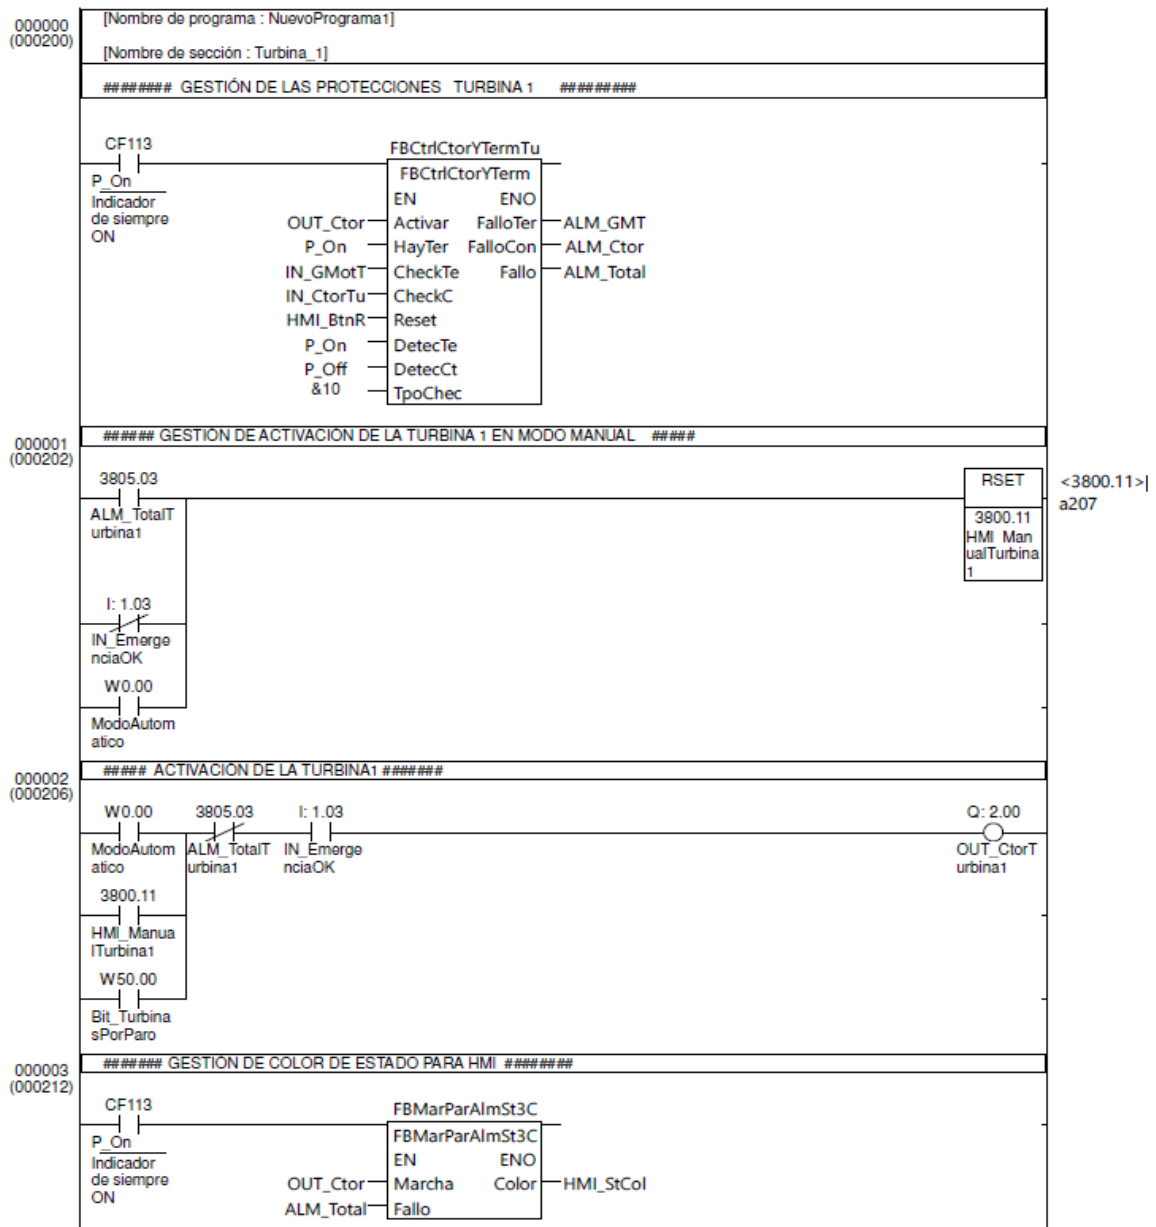 000000
(000200)
[Nombre de programa : NuevoPrograma1]
[Nombre de sección : Turbina_1]
######## GESTIÓN DE LAS PROTECCIONES TURBINA 1 #########
CF113
P_On
Indicador
de siempre
ON
FBCtrlCtorYTermTu
FBCtrlCtorYTerm
EN ENO
OUT_Ctor Activar FalloTer ALM_GMT
P_On HayTer FalloCon ALM_Ctor
IN_GMotT CheckTe Fallo ALM_Total
IN_CtorTu CheckC
HMI_BtnR Reset
P_On DetecTe
P_Off DetecCt
&10 TpoChec
000001
(000202)
###### GESTION DE ACTIVACION DE LA TURBINA 1 EN MODO MANUAL #####
3805.03
ALM_TotalT
urbina1
RSET
3800.11
HMI_Man
ualTurbina
1
<3800.11>|
a207
I: 1.03
IN_Emerge
nciaOK
W0.00
ModoAutom
atico
000002
(000206)
##### ACTIVACION DE LA TURBINA1 #######
W0.00 3805.03 I: 1.03 Q: 2.00
ModoAutom ALM_TotalT IN_Emerge OUT_CtorT
atico urbina1 nciaOK urbina1
3800.11
HMI_Manua
lTurbina1
W50.00
Bit_Turbina
sPorParo
000003
(000212)
####### GESTION DE COLOR DE ESTADO PARA HMI ########
CF113
P_On
Indicador
de siempre
ON
FBMarParAlmSt3C
FBMarParAlmSt3C
EN ENO
OUT_Ctor Marcha Color HMI_StCol
ALM_Total Fallo